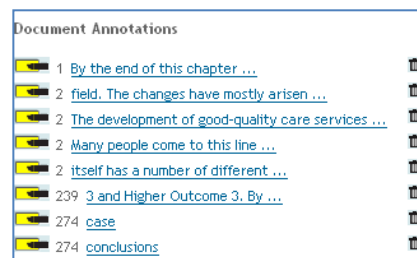 Document Annotations
1 By the end of this chapter ...
2 field. The changes have mostly arisen ...
2 The development of good-quality care services ...
2 Many people come to this line ...
2 itself has a number of different ...
239 3 and Higher Outcome 3. By ...
274 case
274 conclusions